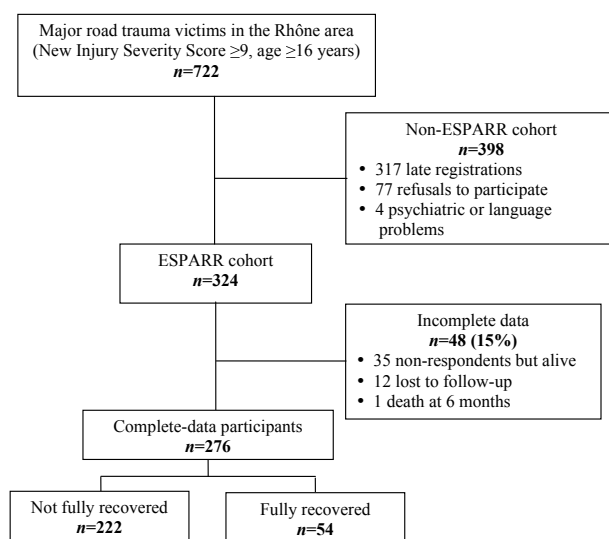 Major road trauma victims in the Rhône area
(New Injury Severity Score ≥9, age ≥16 years)
n=722
Non-ESPARR cohort
n=398
• 317 late registrations
• 77 refusals to participate
• 4 psychiatric or language
problems
ESPARR cohort
n=324
Incomplete data
n=48 (15%)
• 35 non-respondents but alive
• 12 lost to follow-up
• 1 death at 6 months
Complete-data participants
n=276
Not fully recovered
n=222
Fully recovered
n=54